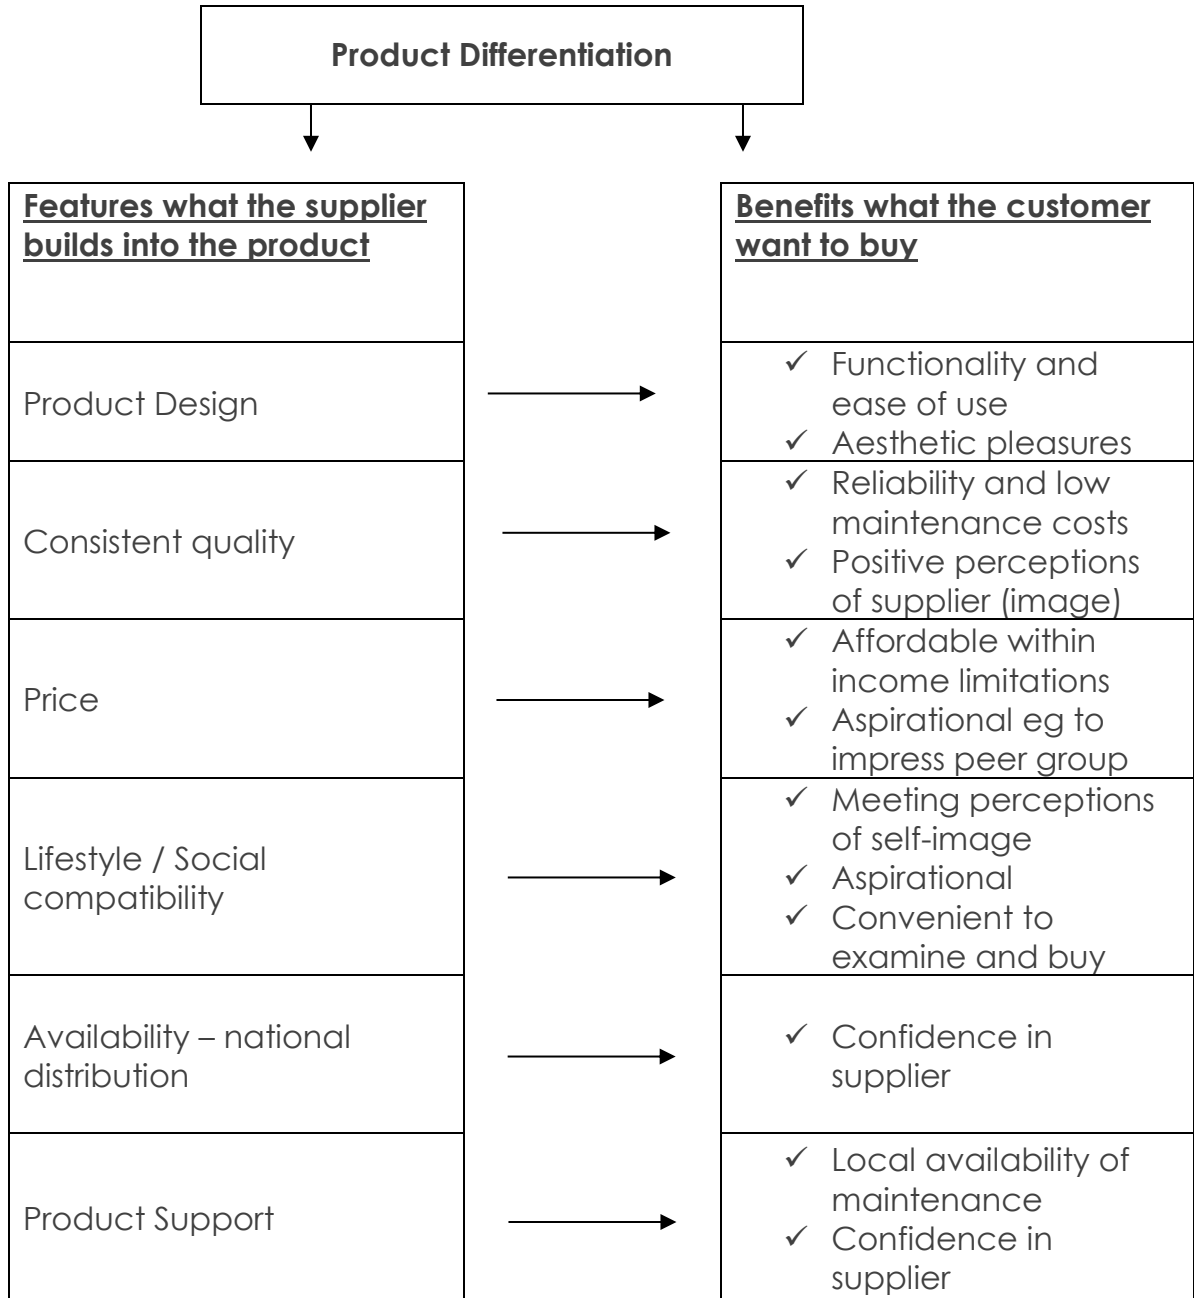 Product Differentiation
Features what the supplier
builds into the product
Benefits what the customer
want to buy
Product Design
✓ Functionality and
ease of use
✓ Aesthetic pleasures
Consistent quality
✓ Reliability and low
maintenance costs
✓ Positive perceptions
of supplier (image)
Price
✓ Affordable within
income limitations
✓ Aspirational eg to
impress peer group
Lifestyle / Social
compatibility
✓ Meeting perceptions
of self-image
✓ Aspirational
✓ Convenient to
examine and buy
Availability – national
distribution
✓ Confidence in
supplier
Product Support
✓ Local availability of
maintenance
✓ Confidence in
supplier